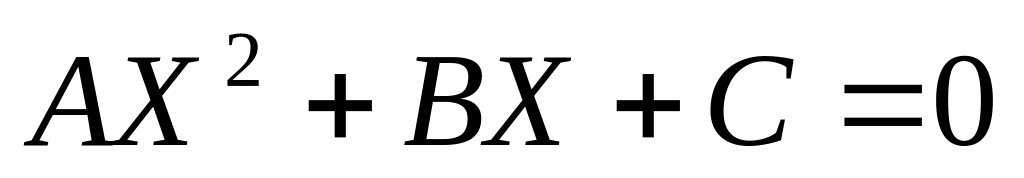 AX² + BX + C =0